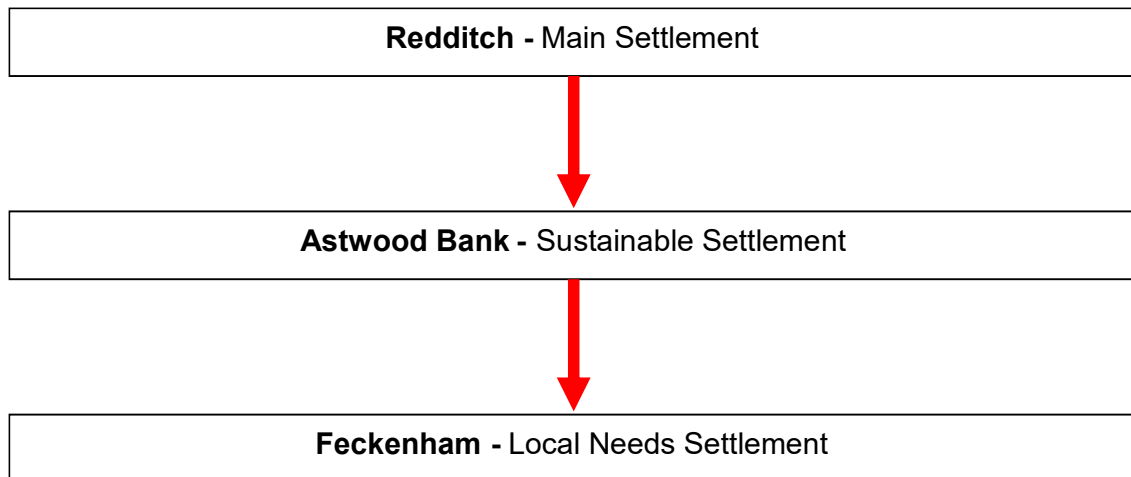 Redditch - Main Settlement
Astwood Bank - Sustainable Settlement
Feckenham - Local Needs Settlement